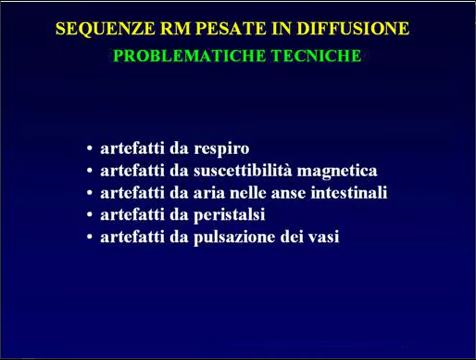 SEQUENZE RM PESATE IN DIFFUSIONE
PROBLEMATICHE TECNICHE
• artefatti da respiro
• artefatti da suscettibilità magnetica
• artefatti da aria nelle anse intestinali
• artefatti da peristalsi
• artefatti da pulsazione dei vasi